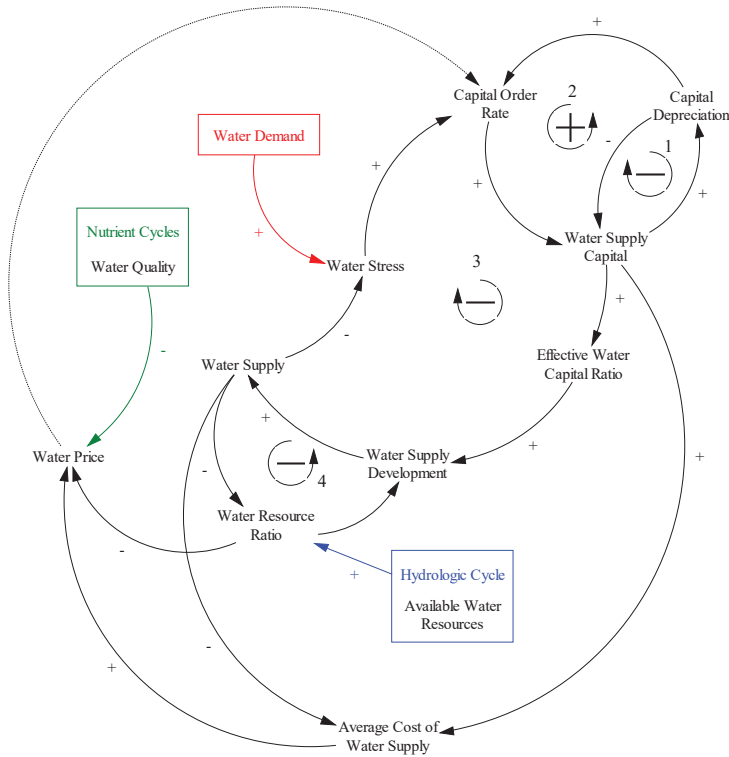 +
2
Capital Order
Rate
Capital
Depreciation
Water Demand
-
1
+
+
+
Nutrient Cycles
Water Quality
+
Water Stress
Water Supply
Capital
3
+
-
-
Water Supply
Effective Water
Capital Ratio
+
+
+
Water Price
-
4
Water Supply
Development
Water Resource
Ratio
-
+
Hydrologic Cycle
Available Water
Resources
-
+
Average Cost of
Water Supply